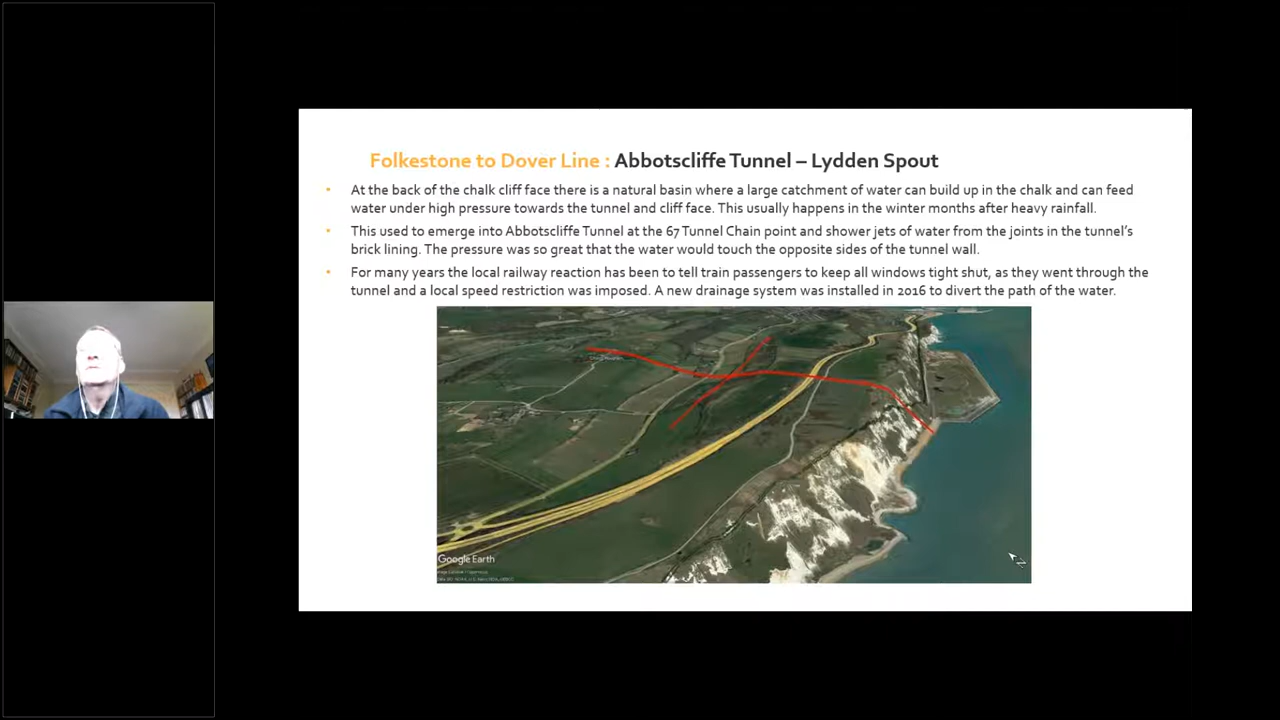 Folkestone to Dover Line : Abbotscliffe Tunnel – Lydden Spout
• At the back of the chalk cliff face there is a natural basin where a large catchment of water can build up in the chalk and can feed
water under high pressure towards the tunnel and cliff face. This usually happens in the winter months after heavy rainfall.
• This used to emerge into Abbotscliffe Tunnel at the 67 Tunnel Chain point and shower jets of water from the joints in the tunnel's
brick lining. The pressure was so great that the water would touch the opposite sides of the tunnel wall.
• For many years the local railway reaction has been to tell train passengers to keep all windows tight shut, as they went through the
tunnel and a local speed restriction was imposed. A new drainage system was installed in 2016 to divert the path of the water.
Google Earth